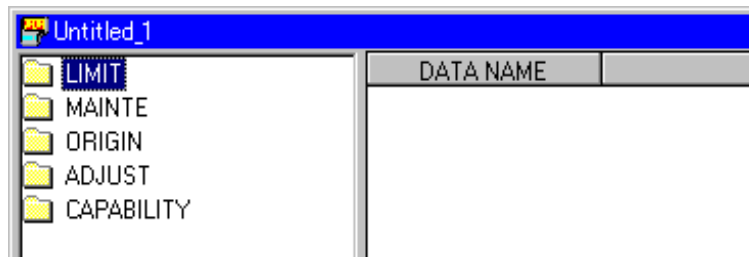 Untitled_1
LIMIT
MAINTE
ORIGIN
ADJUST
CAPABILITY
DATA NAME